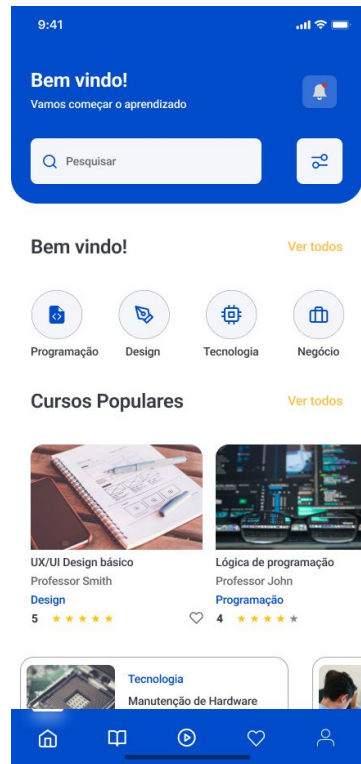 9:41
Bem vindo!
Vamos começar o aprendizado
Pesquisar
Bem vindo!
Ver todos
Programação
Design
Tecnologia
Negócio
Cursos Populares
Ver todos
UX/UI Design básico
Professor Smith
Design
5
Lógica de programação
Professor John
Programação
4
Tecnologia
Manutenção de Hardware